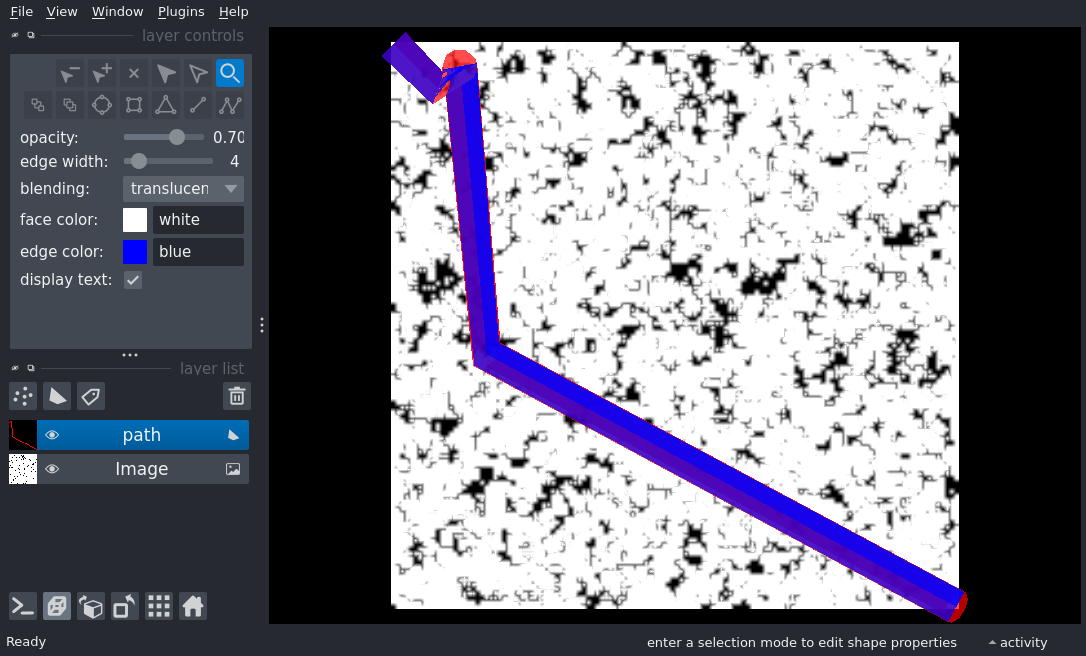 File View Window Plugins Help
layer controls
opacity: 0.70
edge width: 4
blending: translucen
face color: white
edge color: blue
display text:
layer list
path
Image
Ready
enter a selection mode to edit shape properties
activity